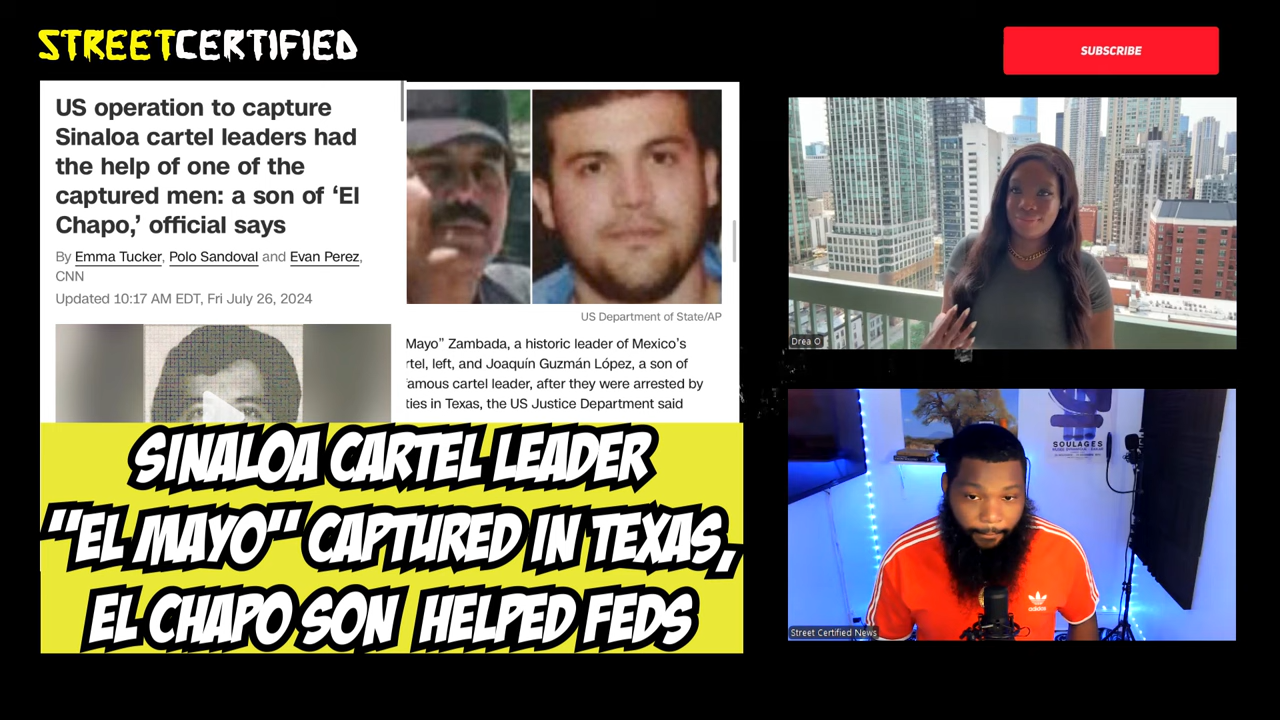 STREETCERTIFIED
SUBSCRIBE
US operation to capture
Sinaloa cartel leaders had
the help of one of the
captured men: a son of ‘El
Chapo,’ official says
By Emma Tucker, Polo Sandoval and Evan Perez,
CNN
Updated 10:17 AM EDT, Fri July 26, 2024
US Department of State/AP
Mayo” Zambada, a historic leader of Mexico’s
rtel, left, and Joaquín Guzmán López, a son of
amous cartel leader, after they were arrested by
ties in Texas, the US Justice Department said
SINALOA CARTEL LEADER
"EL MAYO" CAPTURED IN TEXAS,
EL CHAPO SON HELPED FEDS
Drea O
SOULAGES
adidas
Street Certified News